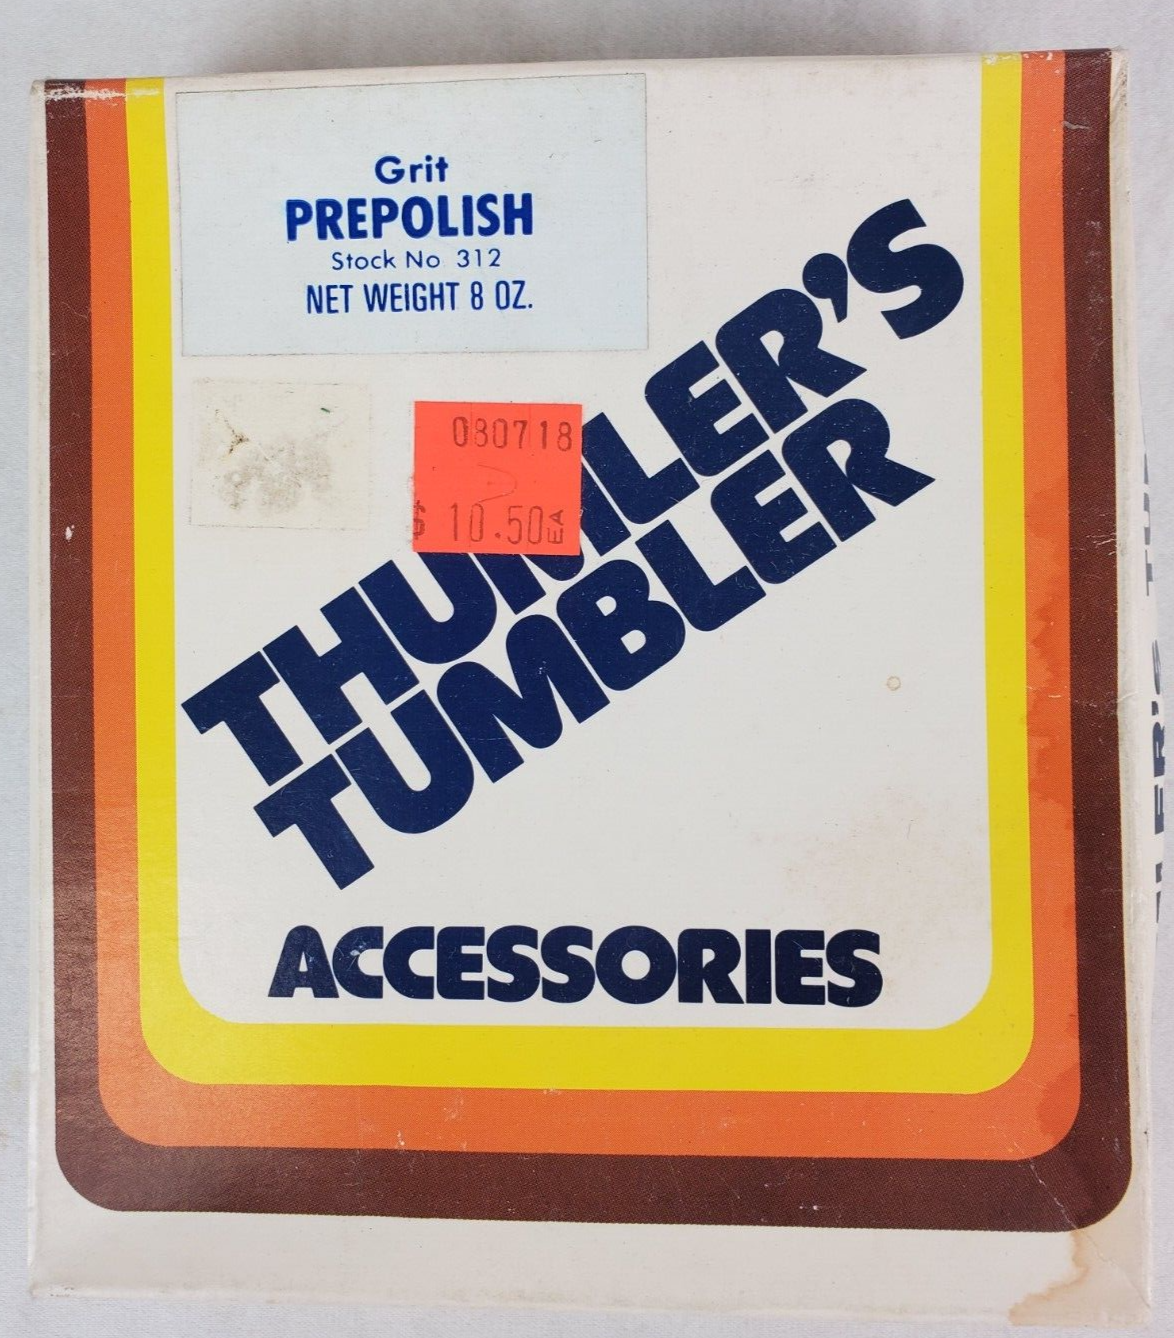 Grit
PREPOLISH
Stock No 312
NET WEIGHT 8 OZ.
080718
$ 10.50 EA
THUMLER'S
TUMBLER
ACCESSORIES